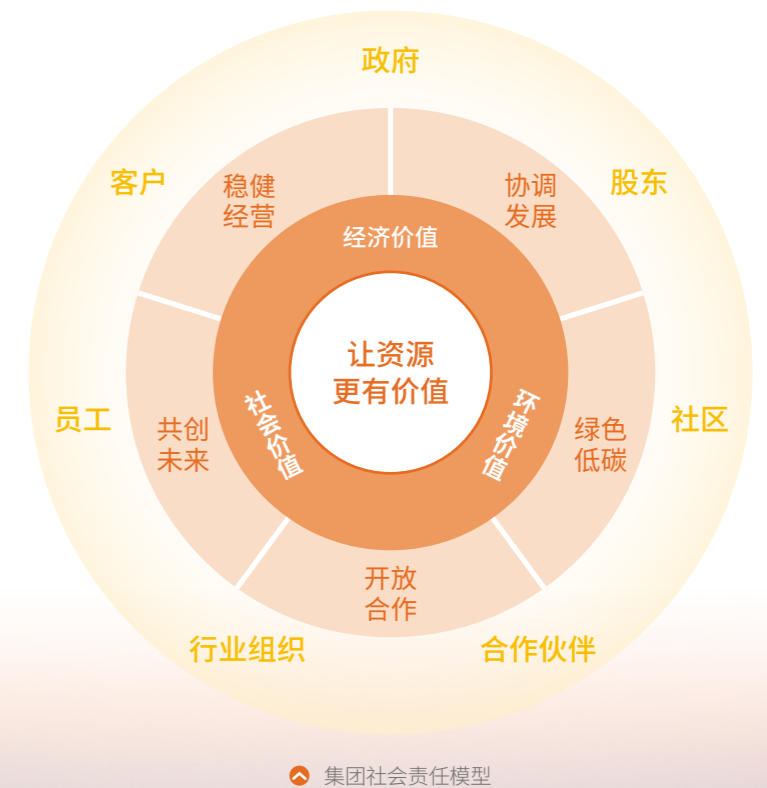 政府
客户
股东
稳健
经营
协调
发展
经济价值
让资源
更有价值
社会价值
环境价值
员工
共创
未来
绿色
低碳
社区
开放
合作
行业组织
合作伙伴
集团社会责任模型